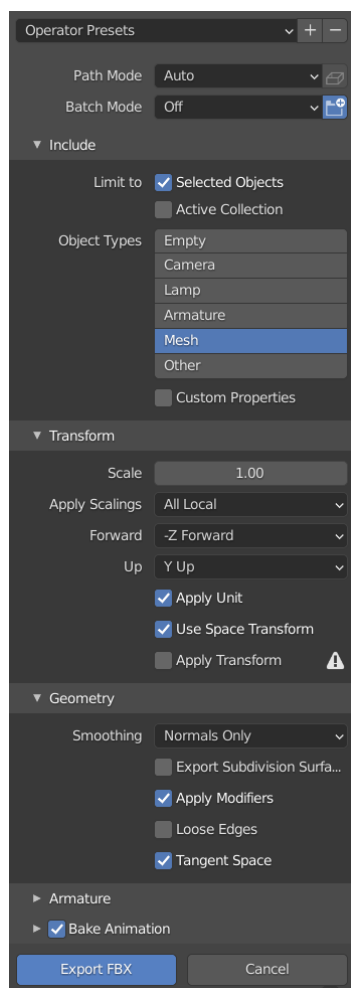 Operator Presets
Path Mode Auto
Batch Mode Off
Include
Limit to Selected Objects
Active Collection
Object Types Empty
Camera
Lamp
Armature
Mesh
Other
Custom Properties
Transform
Scale 1.00
Apply Scalings All Local
Forward -Z Forward
Up Y Up
Apply Unit
Use Space Transform
Apply Transform
Geometry
Smoothing Normals Only
Export Subdivision Surfa...
Apply Modifiers
Loose Edges
Tangent Space
Armature
Bake Animation
Export FBX Cancel